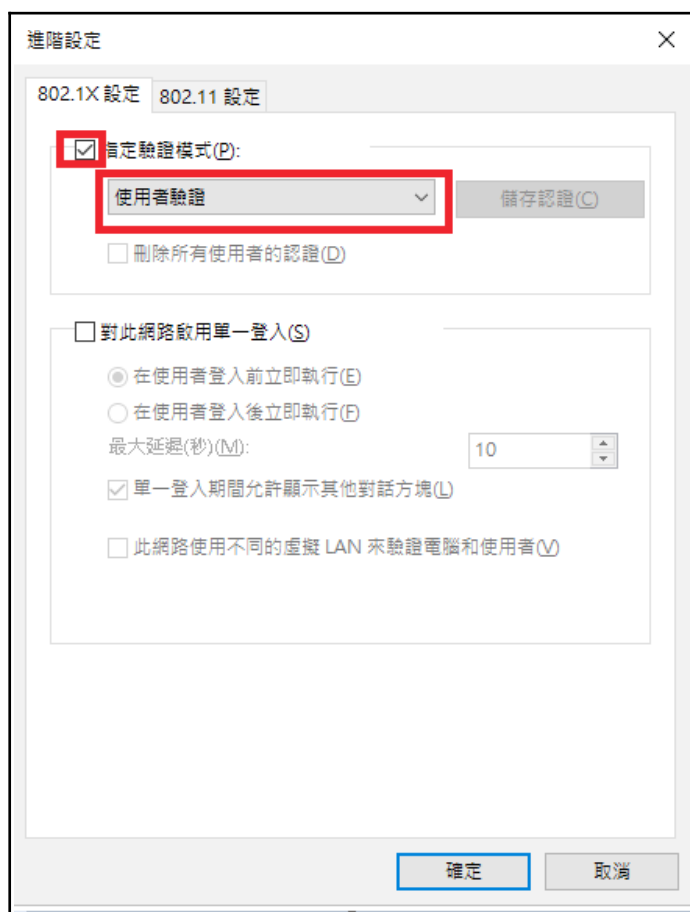 進階設定
802.1X 設定 802.11 設定
指定驗證模式(P):
使用者驗證 儲存認證(C)
刪除所有使用者的認證(D)
對此網路啟用單一登入(S)
在使用者登入前立即執行(E)
在使用者登入後立即執行(F)
最大延遲(秒)(M): 10
單一登入期間允許顯示其他對話方塊(L)
此網路使用不同的虛擬 LAN 來驗證電腦和使用者(V)
確定 取消